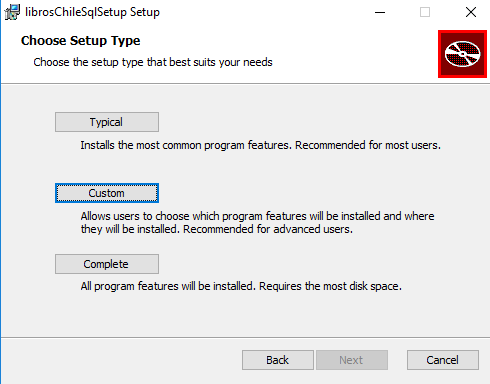 librosChileSqlSetup Setup
Choose Setup Type
Choose the setup type that best suits your needs
Typical
Installs the most common program features. Recommended for most users.
Custom
Allows users to choose which program features will be installed and where
they will be installed. Recommended for advanced users.
Complete
All program features will be installed. Requires the most disk space.
Back Next Cancel